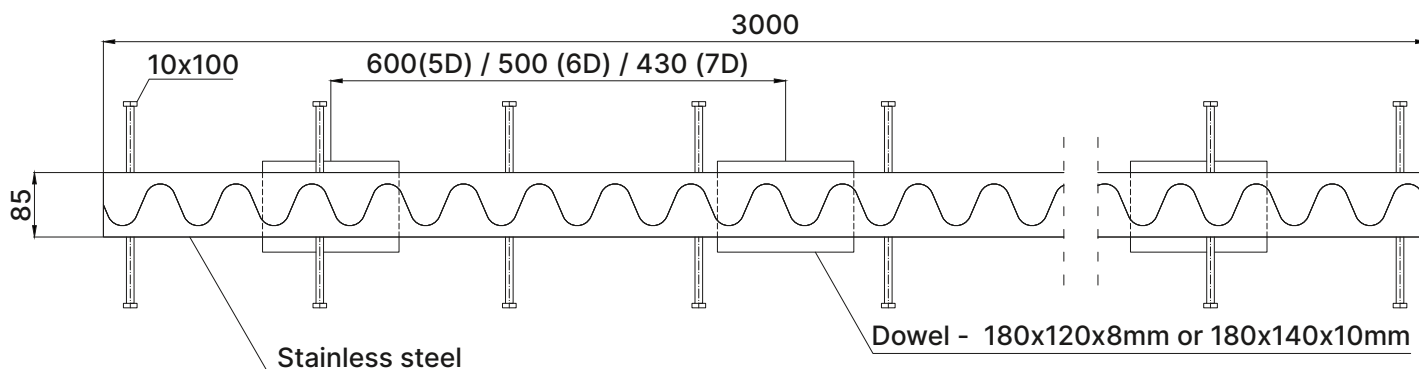 3000
10x100
600(5D) / 500 (6D) / 430 (7D)
85
Dowel - 180x120x8mm or 180x140x10mm
Stainless steel